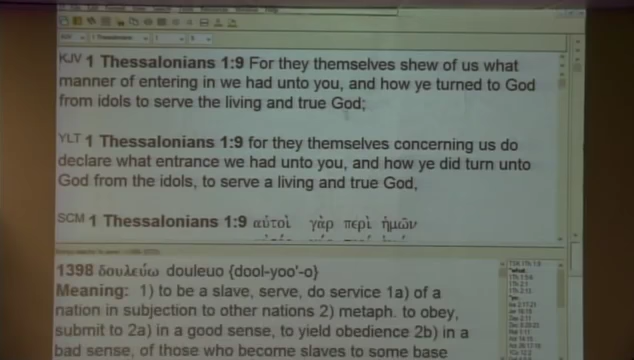 KJV 1 Thessalonians 1:9 For they themselves shew of us what
manner of entering in we had unto you, and how ye turned to God
from idols to serve the living and true God;
YLT 1 Thessalonians 1:9 for they themselves concerning us do
declare what entrance we had unto you, and how ye did turn unto
God from the idols, to serve a living and true God,
SCM 1 Thessalonians 1:9 αὐτοὶ γὰρ περὶ ἡμῶν
1398 δουλεύω douleuo {dool-yoo'-o}
Meaning: 1) to be a slave, serve, do service 1a) of a
nation in subjection to other nations 2) metaph. to obey,
submit to 2a) in a good sense, to yield obedience 2b) in a
bad sense, of those who become slaves to some base